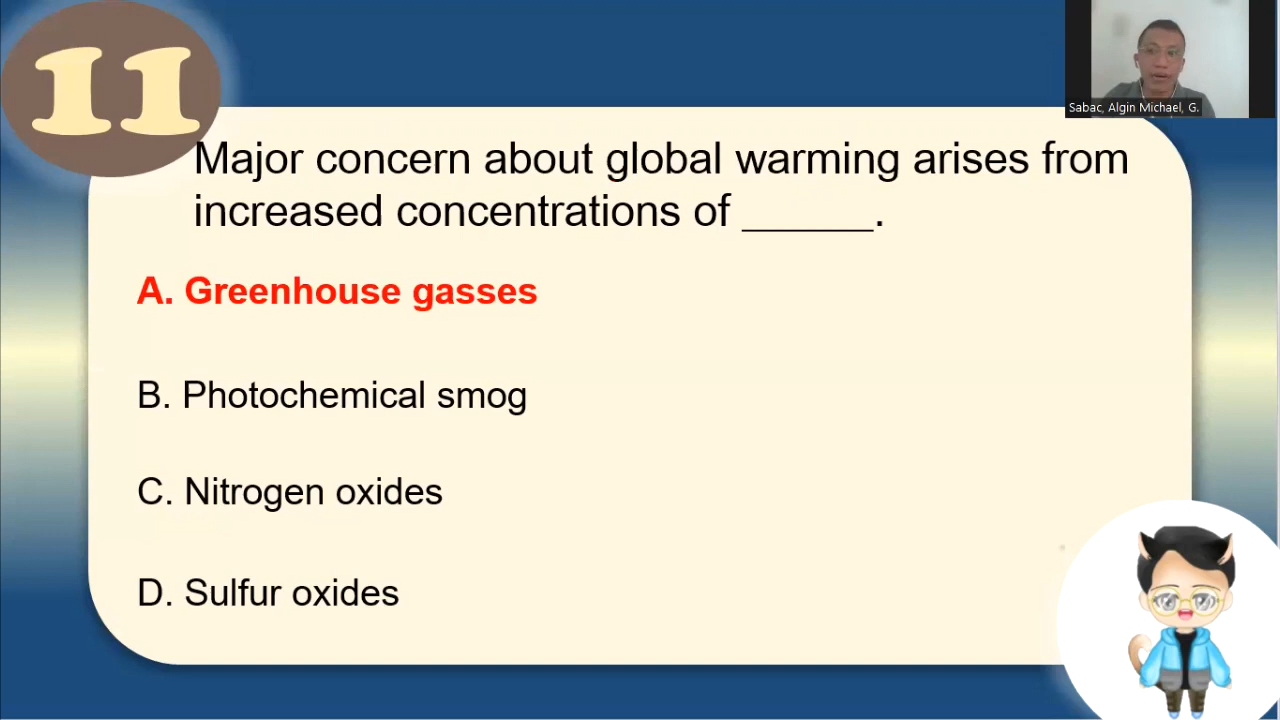 11
Sabac, Algin Michael, G.
Major concern about global warming arises from
increased concentrations of ______.
A. Greenhouse gasses
B. Photochemical smog
C. Nitrogen oxides
D. Sulfur oxides